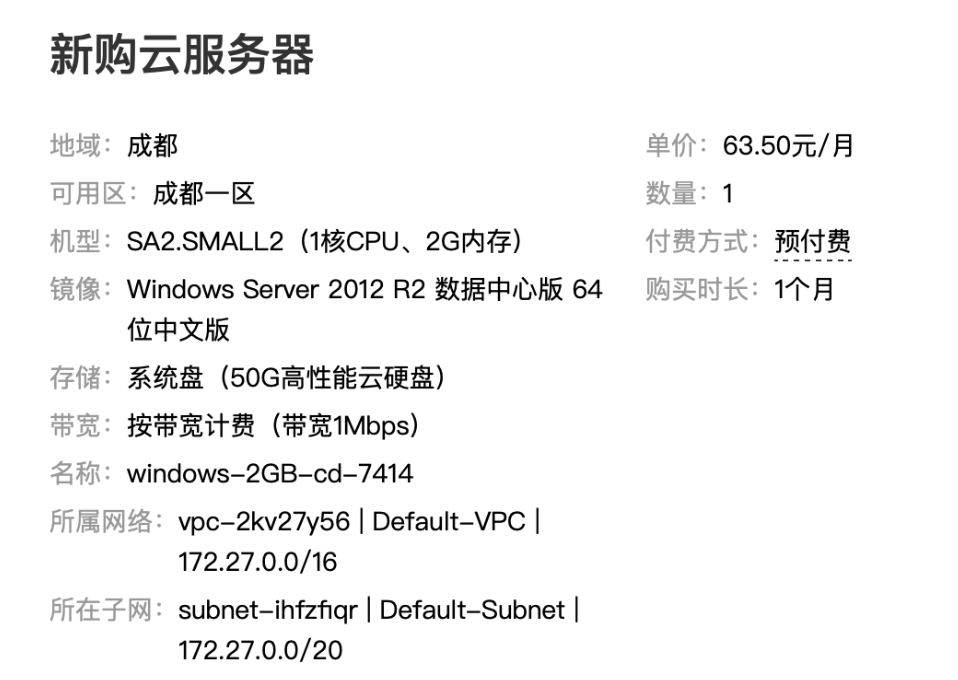 新购云服务器
地域：成都
单价：63.50元/月
可用区：成都一区
数量：1
机型：SA2.SMALL2（1核CPU、2G内存）
付费方式：预付费
镜像：Windows Server 2012 R2 数据中心版 64
位中文版
购买时长：1个月
存储：系统盘（50G高性能云硬盘）
带宽：按带宽计费（带宽1Mbps）
名称：windows-2GB-cd-7414
所属网络：vpc-2kv27y56 | Default-VPC |
172.27.0.0/16
所在子网：subnet-ihfzfiqr | Default-Subnet |
172.27.0.0/20